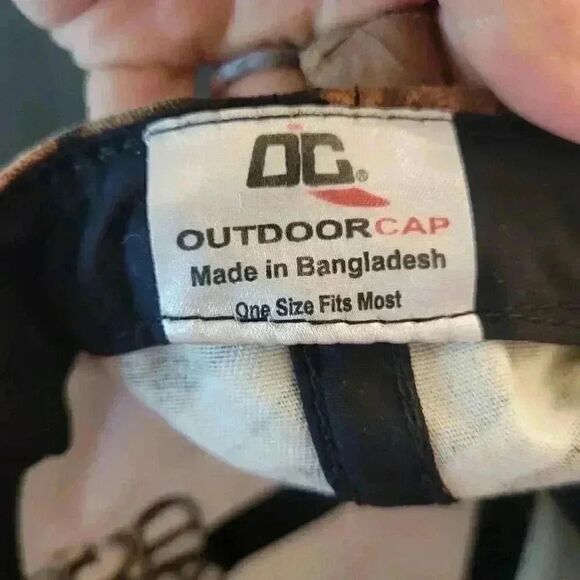 OC®
OUTDOORCAP
Made in Bangladesh
One Size Fits Most